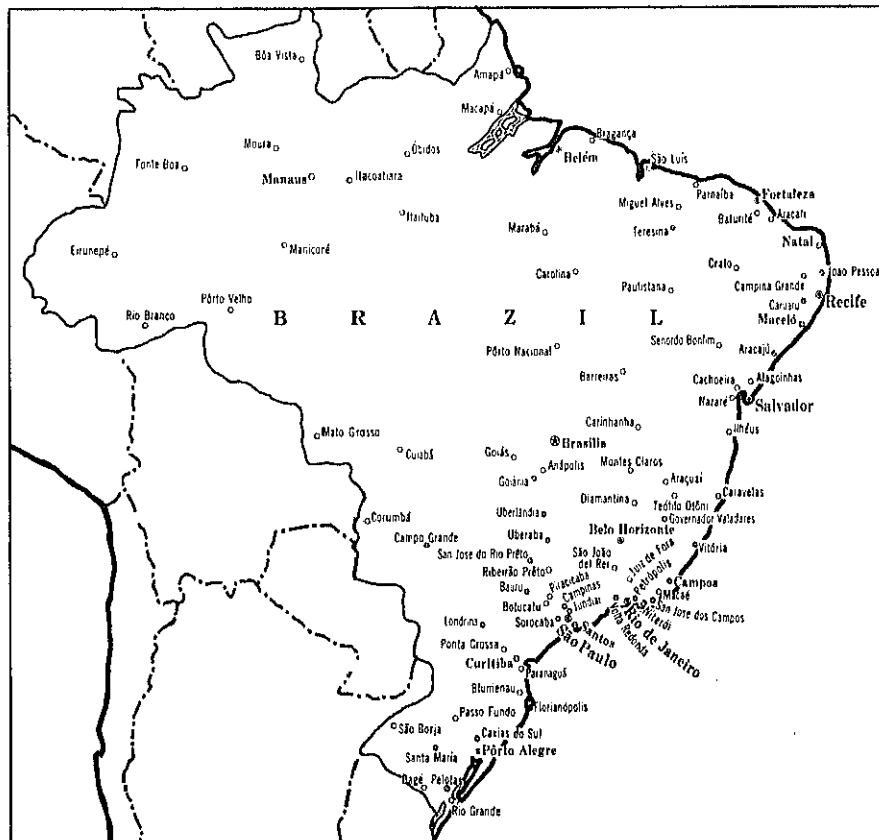 Bôa Vista
Amapá
Macapá
Moura
Óbidos
Bragança
Belém
São Luís
Fonte Boa
Manaus
Itacoatiara
Parnaíba
Fortaleza
Miguel Alves
Baturité
Aracati
Itaituba
Marabá
Teresina
Natal
Eirunepé
Manicoré
Carolina
Crato
João Pessoa
Paulistana
Campina Grande
Recife
Caruaru
Maceió
Pôrto Velho
Rio Branco
B R A Z I L
Pôrto Nacional
Senordo Bonfim
Aracajú
Barreiras
Cachoeira
Alagoinhas
Nazaré
Salvador
Carinhanha
Ilhéus
Mato Grosso
Cuiabá
Brasília
Goiás
Anápolis
Montes Claros
Goiânia
Araçuaí
Diamantina
Teófilo Otôni
Caravelas
Uberlândia
Governador Valadares
Corumbá
Campo Grande
Uberaba
Belo Horizonte
Vitória
San Jose do Rio Prêto
São João
del Rei
Juiz de Fora
Ribeirão Prêto
Petrópolis
Campoa
Bauru
Piracicaba
Campinas
Macaé
Botucatu
Jundiar
San Jose dos Campos
Niterói
Sorocaba
Rio de Janeiro
Volta Redonda
Londrina
Santos
São Paulo
Ponta Grossa
Curitiba
Paranaguá
Blumenau
Florianópolis
Passo Fundo
São Borja
Caxias do Sul
Santa Maria
Pôrto Alegre
Bagé
Pelotas
Rio Grande